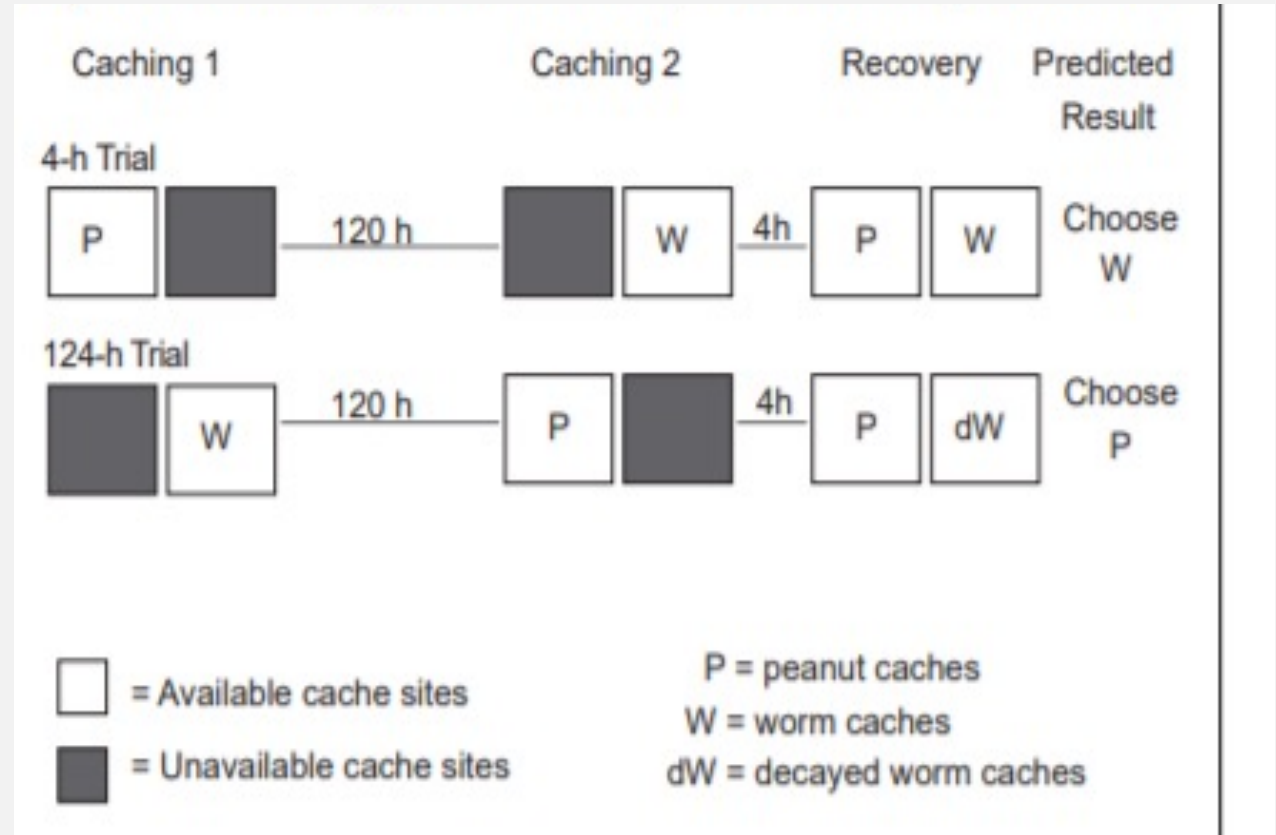 Caching 1 Caching 2 Recovery Predicted
Result
4-h Trial
P 120 h W 4h P W Choose
W
124-h Trial
W 120 h P 4h P dW Choose
P
= Available cache sites
= Unavailable cache sites
P = peanut caches
W = worm caches
dW = decayed worm caches